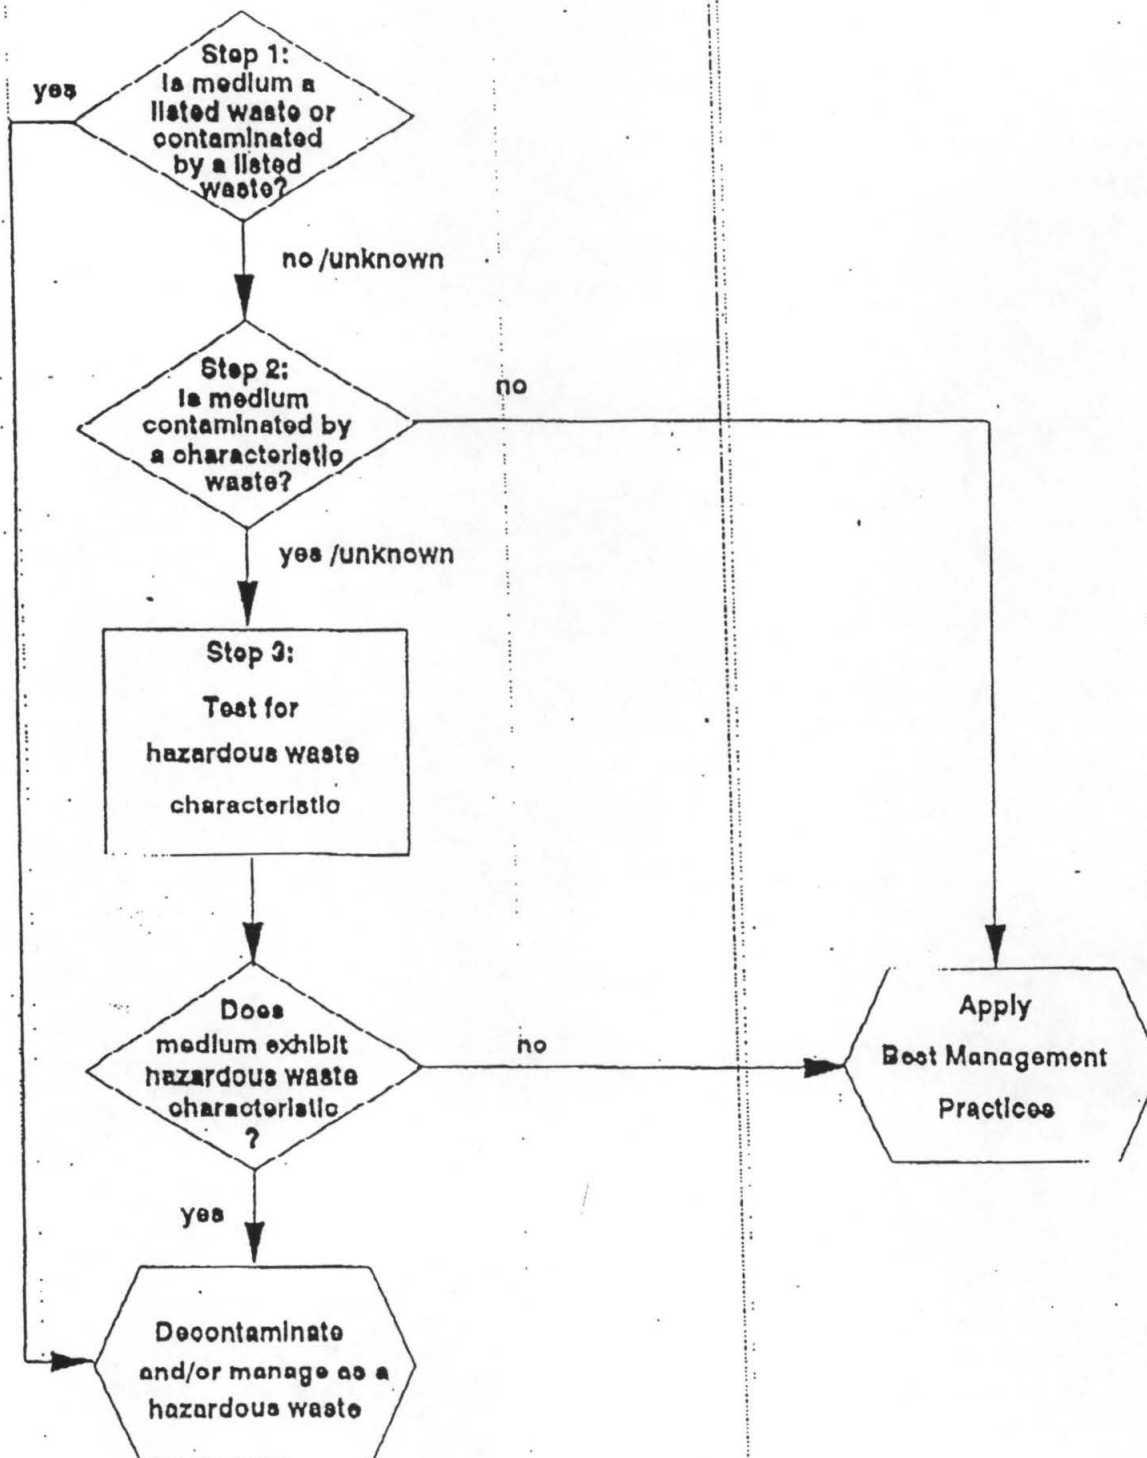 Step 1:
yes
Is medium a
listed waste or
contaminated
by a listed
waste?
no /unknown
Step 2:
Is medium
contaminated by
a characteristic
waste?
no
yes /unknown
Step 3:
Test for
hazardous waste
characteristic
Does
medium exhibit
hazardous waste
characteristic
?
no
Apply
Best Management
Practices
yes
Decontaminate
and/or manage as a
hazardous waste